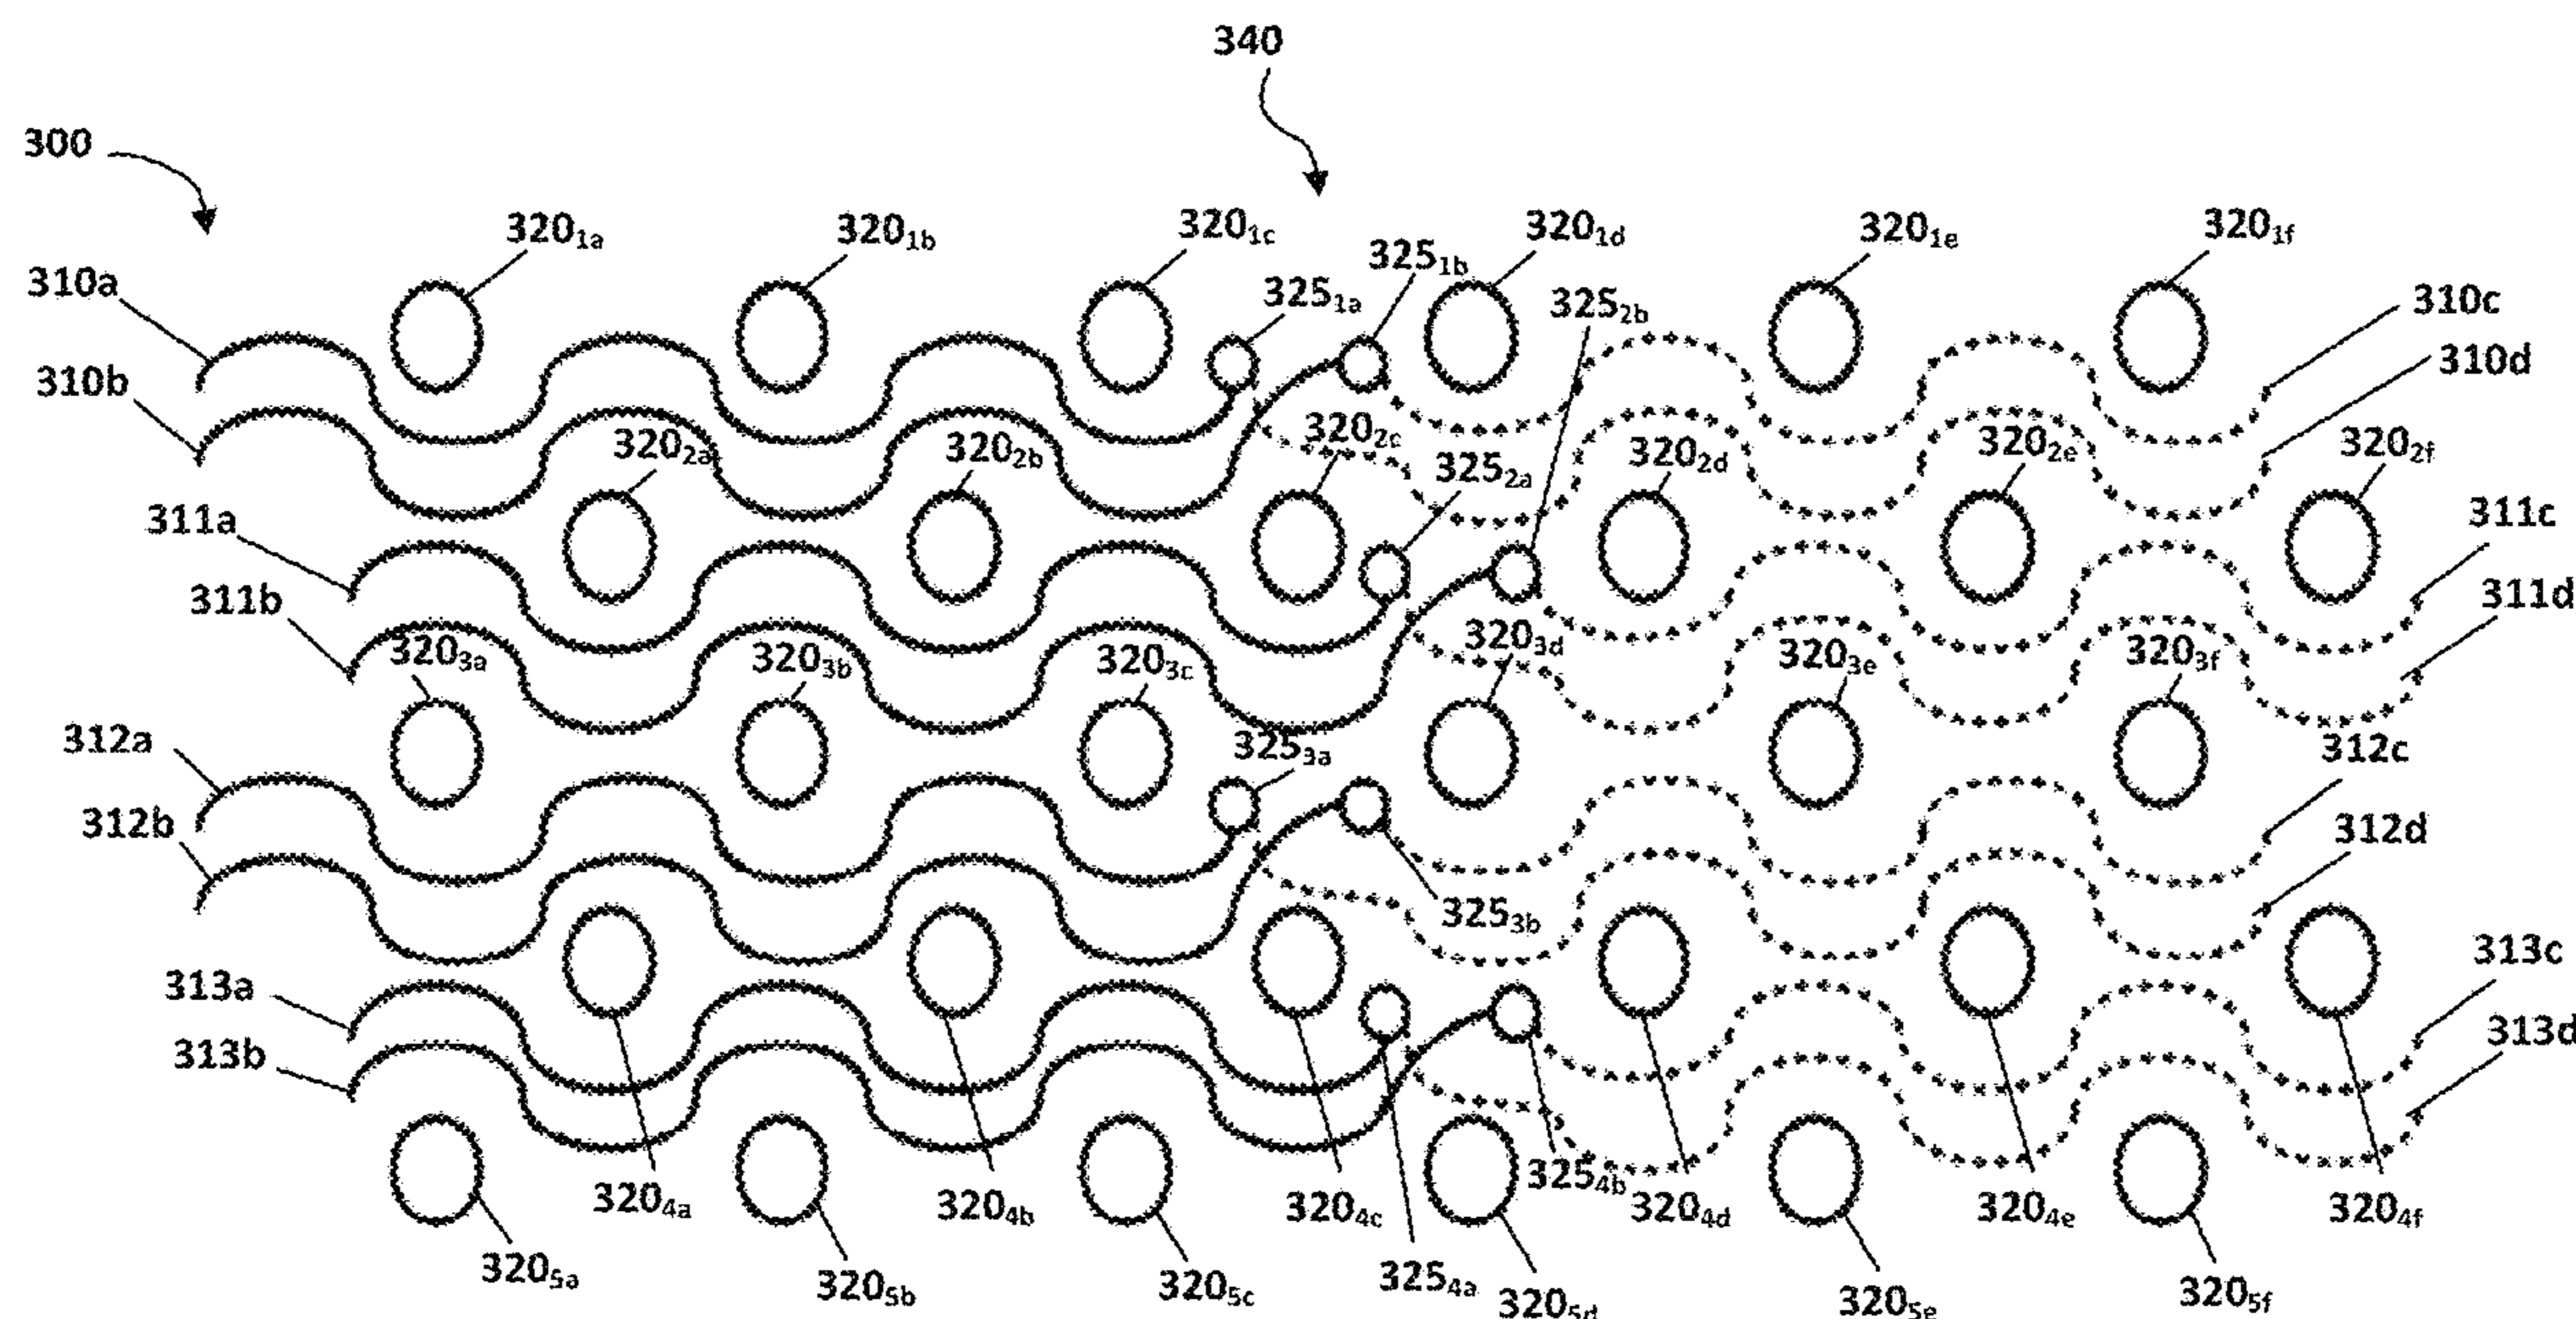 340
300
320₁ₐ 320₁b 320₁c 320₁d 320₁ₑ 320₁f
310a 325₁ₐ 325₁b 325₂b 310c
310b 310d
320₂ₐ 320₂b 320₂c 325₂ₐ 320₂d 320₂ₑ 320₂f
311a 311c
311b 311d
320₃ₐ 320₃b 320₃c 320₃d 320₃ₑ 320₃f
312a 325₃ₐ 312c
312b 312d
325₃b
313a 313c
313b 313d
320₄ₐ 320₄b 320₄c 325₄b 320₄d 320₄ₑ 320₄f
320₅ₐ 320₅b 320₅c 325₄ₐ 320₅d 320₅ₑ 320₅f